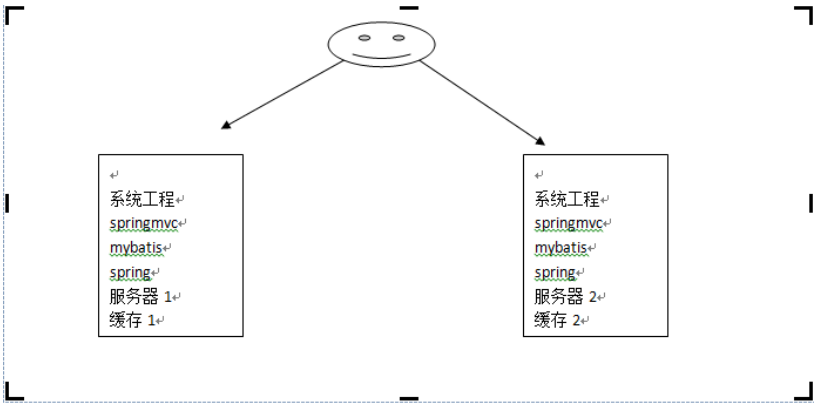 系统工程
springmvc
mybatis
spring
服务器 1
缓存 1
系统工程
springmvc
mybatis
spring
服务器 2
缓存 2